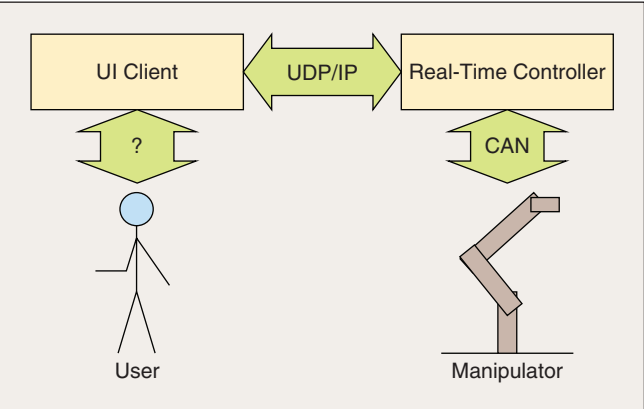 UI Client
UDP/IP
Real-Time Controller
?
CAN
User
Manipulator